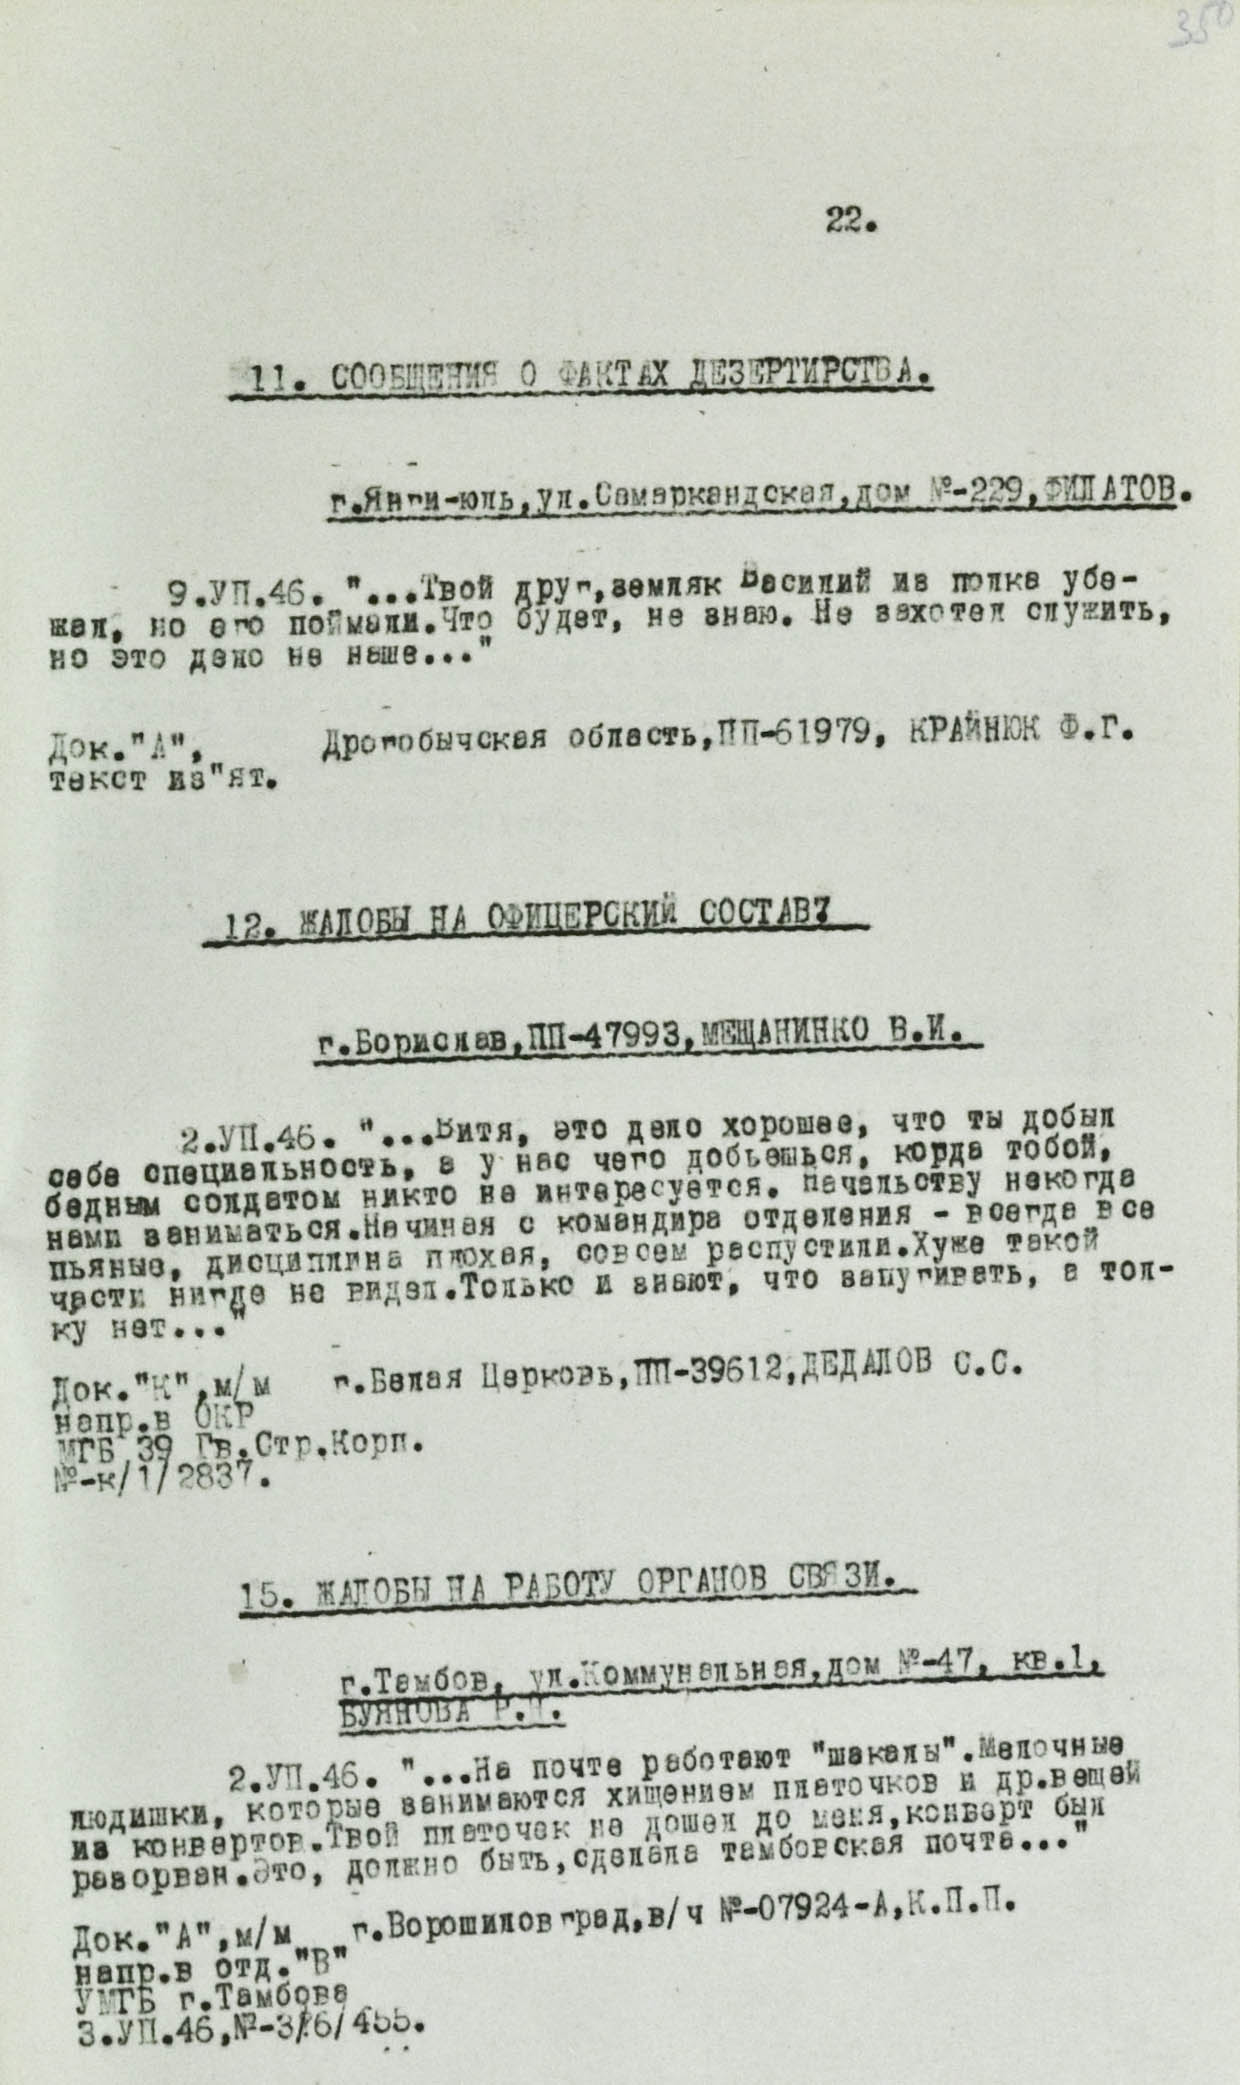 350
22.
11. СООБЩЕНИЯ О ФАКТАХ ДЕЗЕРТИРСТВА.
г.Янги-юль,ул.Самаркандская,дом №-229,ФИЛАТОВ.
9.УП.46. "...Твой друг,земляк Василий из полка убе-
жал, но его поймали.Что будет, не знаю. Не захотел служить,
но это дело не наше..."
Док."А", Дрогобычская область,ПП-61979, КРАЙНЮК Ф.Г.
текст из"ят.
12. ЖАЛОБЫ НА ОФИЦЕРСКИЙ СОСТАВ7
г.Борислав,ПП-47993,МЕЩАНИНКО В.И.
2.УП.46. "...Витя, это дело хорошее, что ты добыл
себе специальность, а у нас чего добьешься, корда тобой,
бедным солдатом никто не интересуется. Начальству некогда
нами заниматься.Начиная с командира отделения - всегда все
пьяные, дисциплина плохая, совсем распустили.Хуже такой
части нигде не видел.Только и знают, что запугивать, а тол-
ку нет..."
Док."К",м/м г.Белая Церковь,ПП-39612,ДЕДАЛОВ С.С.
напр.в ОКР
МГБ 39 Гв.Стр.Корп.
№-к/1/2837.
15. ЖАЛОБЫ НА РАБОТУ ОРГАНОВ СВЯЗИ.
г.Тамбов, ул.Коммунальная,дом №-47, кв.1,
БУЯНОВА
2.УП.46. "...На почте работают "шакалы".Мелочные
людишки, которые занимаются хищением платочков и др.вещей
из конвертов.Твой платочек не дошел до меня,конверт был
разорван.Это, должно быть,сделала тамбовская почта..."
Док."А",м/м г.Ворошиловград,в/ч №-07924-А,К.П.П.
напр.в отд."В"
УМГБ г.Тамбова
3.УП.46,№-3/6/455.